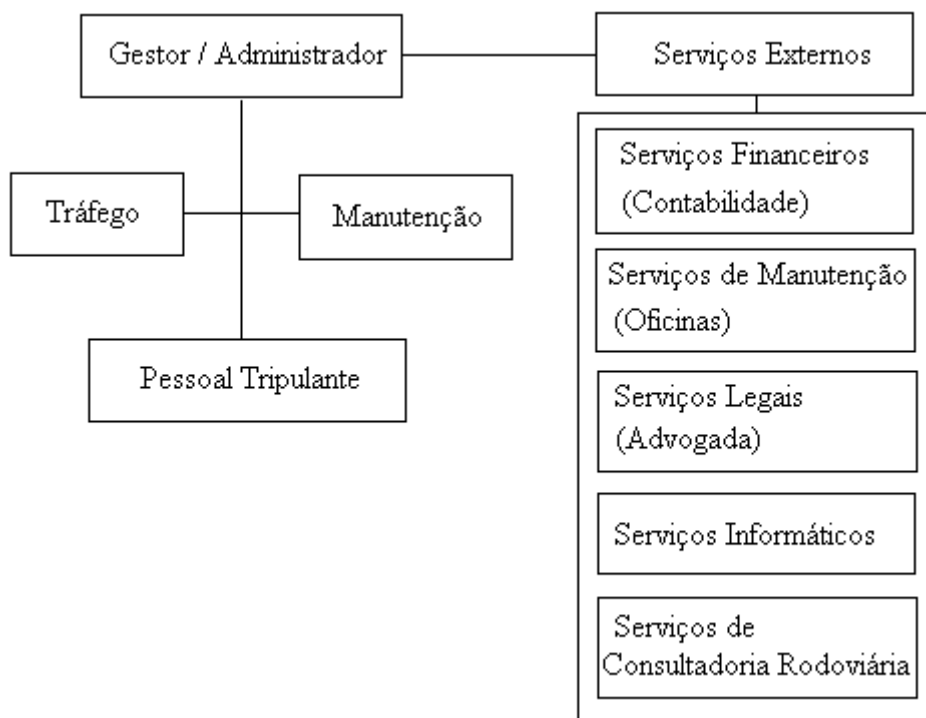 Gestor / Administrador
Serviços Externos
Tráfego
Manutenção
Pessoal Tripulante
Serviços Financeiros
(Contabilidade)
Serviços de Manutenção
(Oficinas)
Serviços Legais
(Advogada)
Serviços Informáticos
Serviços de
Consultadoria Rodoviária